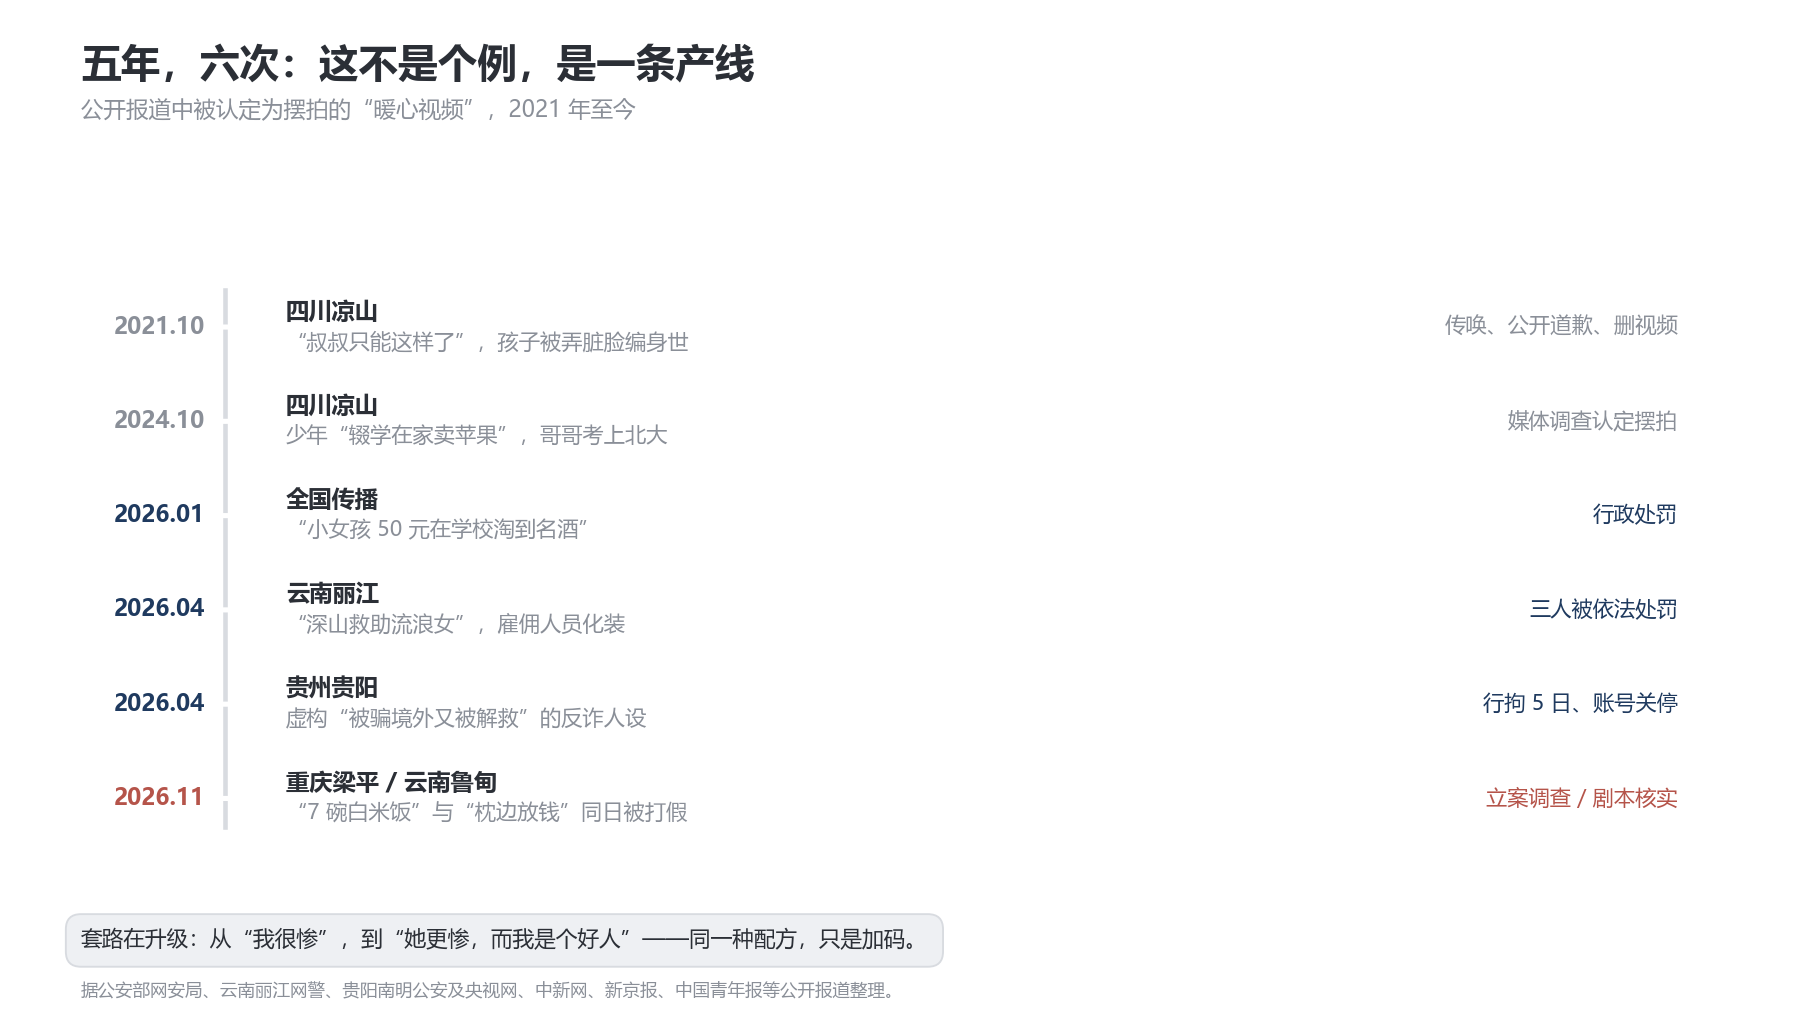 五年，六次：这不是个例，是一条产线
公开报道中被认定为摆拍的“暖心视频”，2021 年至今
2021.10
四川凉山
“叔叔只能这样了”，孩子被弄脏脸编身世
传唤、公开道歉、删视频
2024.10
四川凉山
少年“辍学在家卖苹果”，哥哥考上北大
媒体调查认定摆拍
2026.01
全国传播
“小女孩 50 元在学校淘到名酒”
行政处罚
2026.04
云南丽江
“深山救助流浪女”，雇佣人员化装
三人被依法处罚
2026.04
贵州贵阳
虚构“被骗境外又被解救”的反诈人设
行拘 5 日、账号关停
2026.11
重庆梁平 / 云南鲁甸
“7 碗白米饭”与“枕边放钱”同日被打假
立案调查 / 剧本核实
套路在升级：从“我很惨”，到“她更惨，而我是个好人”——同一种配方，只是加码。
据公安部网安局、云南丽江网警、贵阳南明公安及央视网、中新网、新京报、中国青年报等公开报道整理。